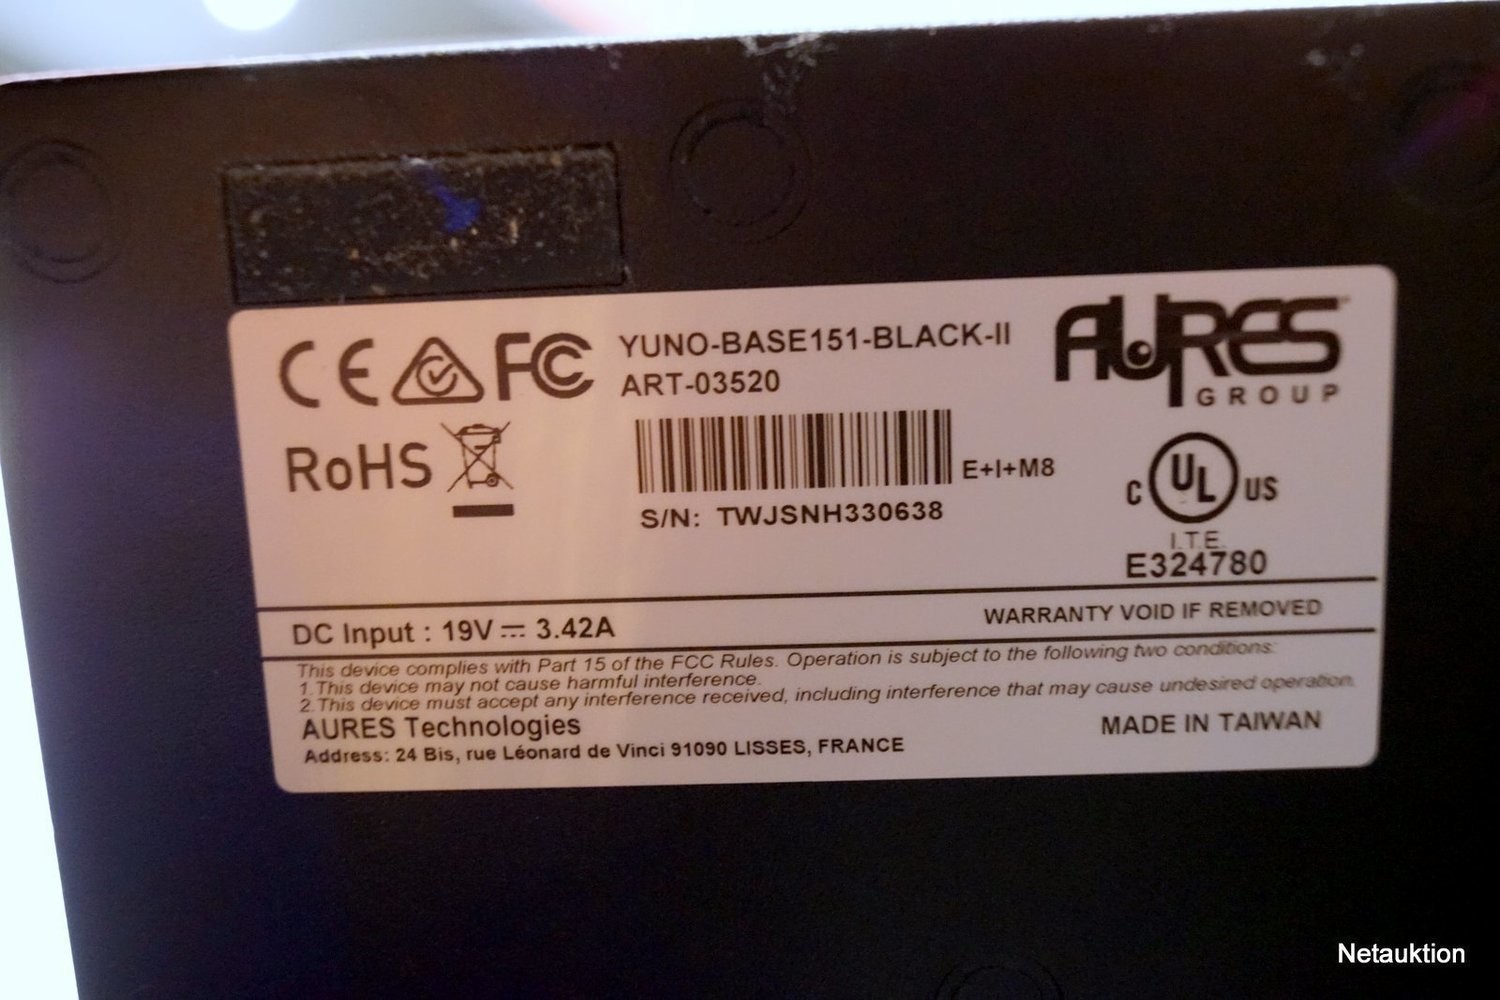 CE FC YUNO-BASE151-BLACK-II
ART-03520
AURES
GROUP
RoHS
E+I+M8
S/N: TWJSNH330638
c UL US
I.T.E.
E324780
DC Input : 19V ⎓ 3.42A
WARRANTY VOID IF REMOVED
This device complies with Part 15 of the FCC Rules. Operation is subject to the following two conditions:
1.This device may not cause harmful interference.
2.This device must accept any interference received, including interference that may cause undesired operation.
AURES Technologies
MADE IN TAIWAN
Address: 24 Bis, rue Léonard de Vinci 91090 LISSES, FRANCE
Netauktion